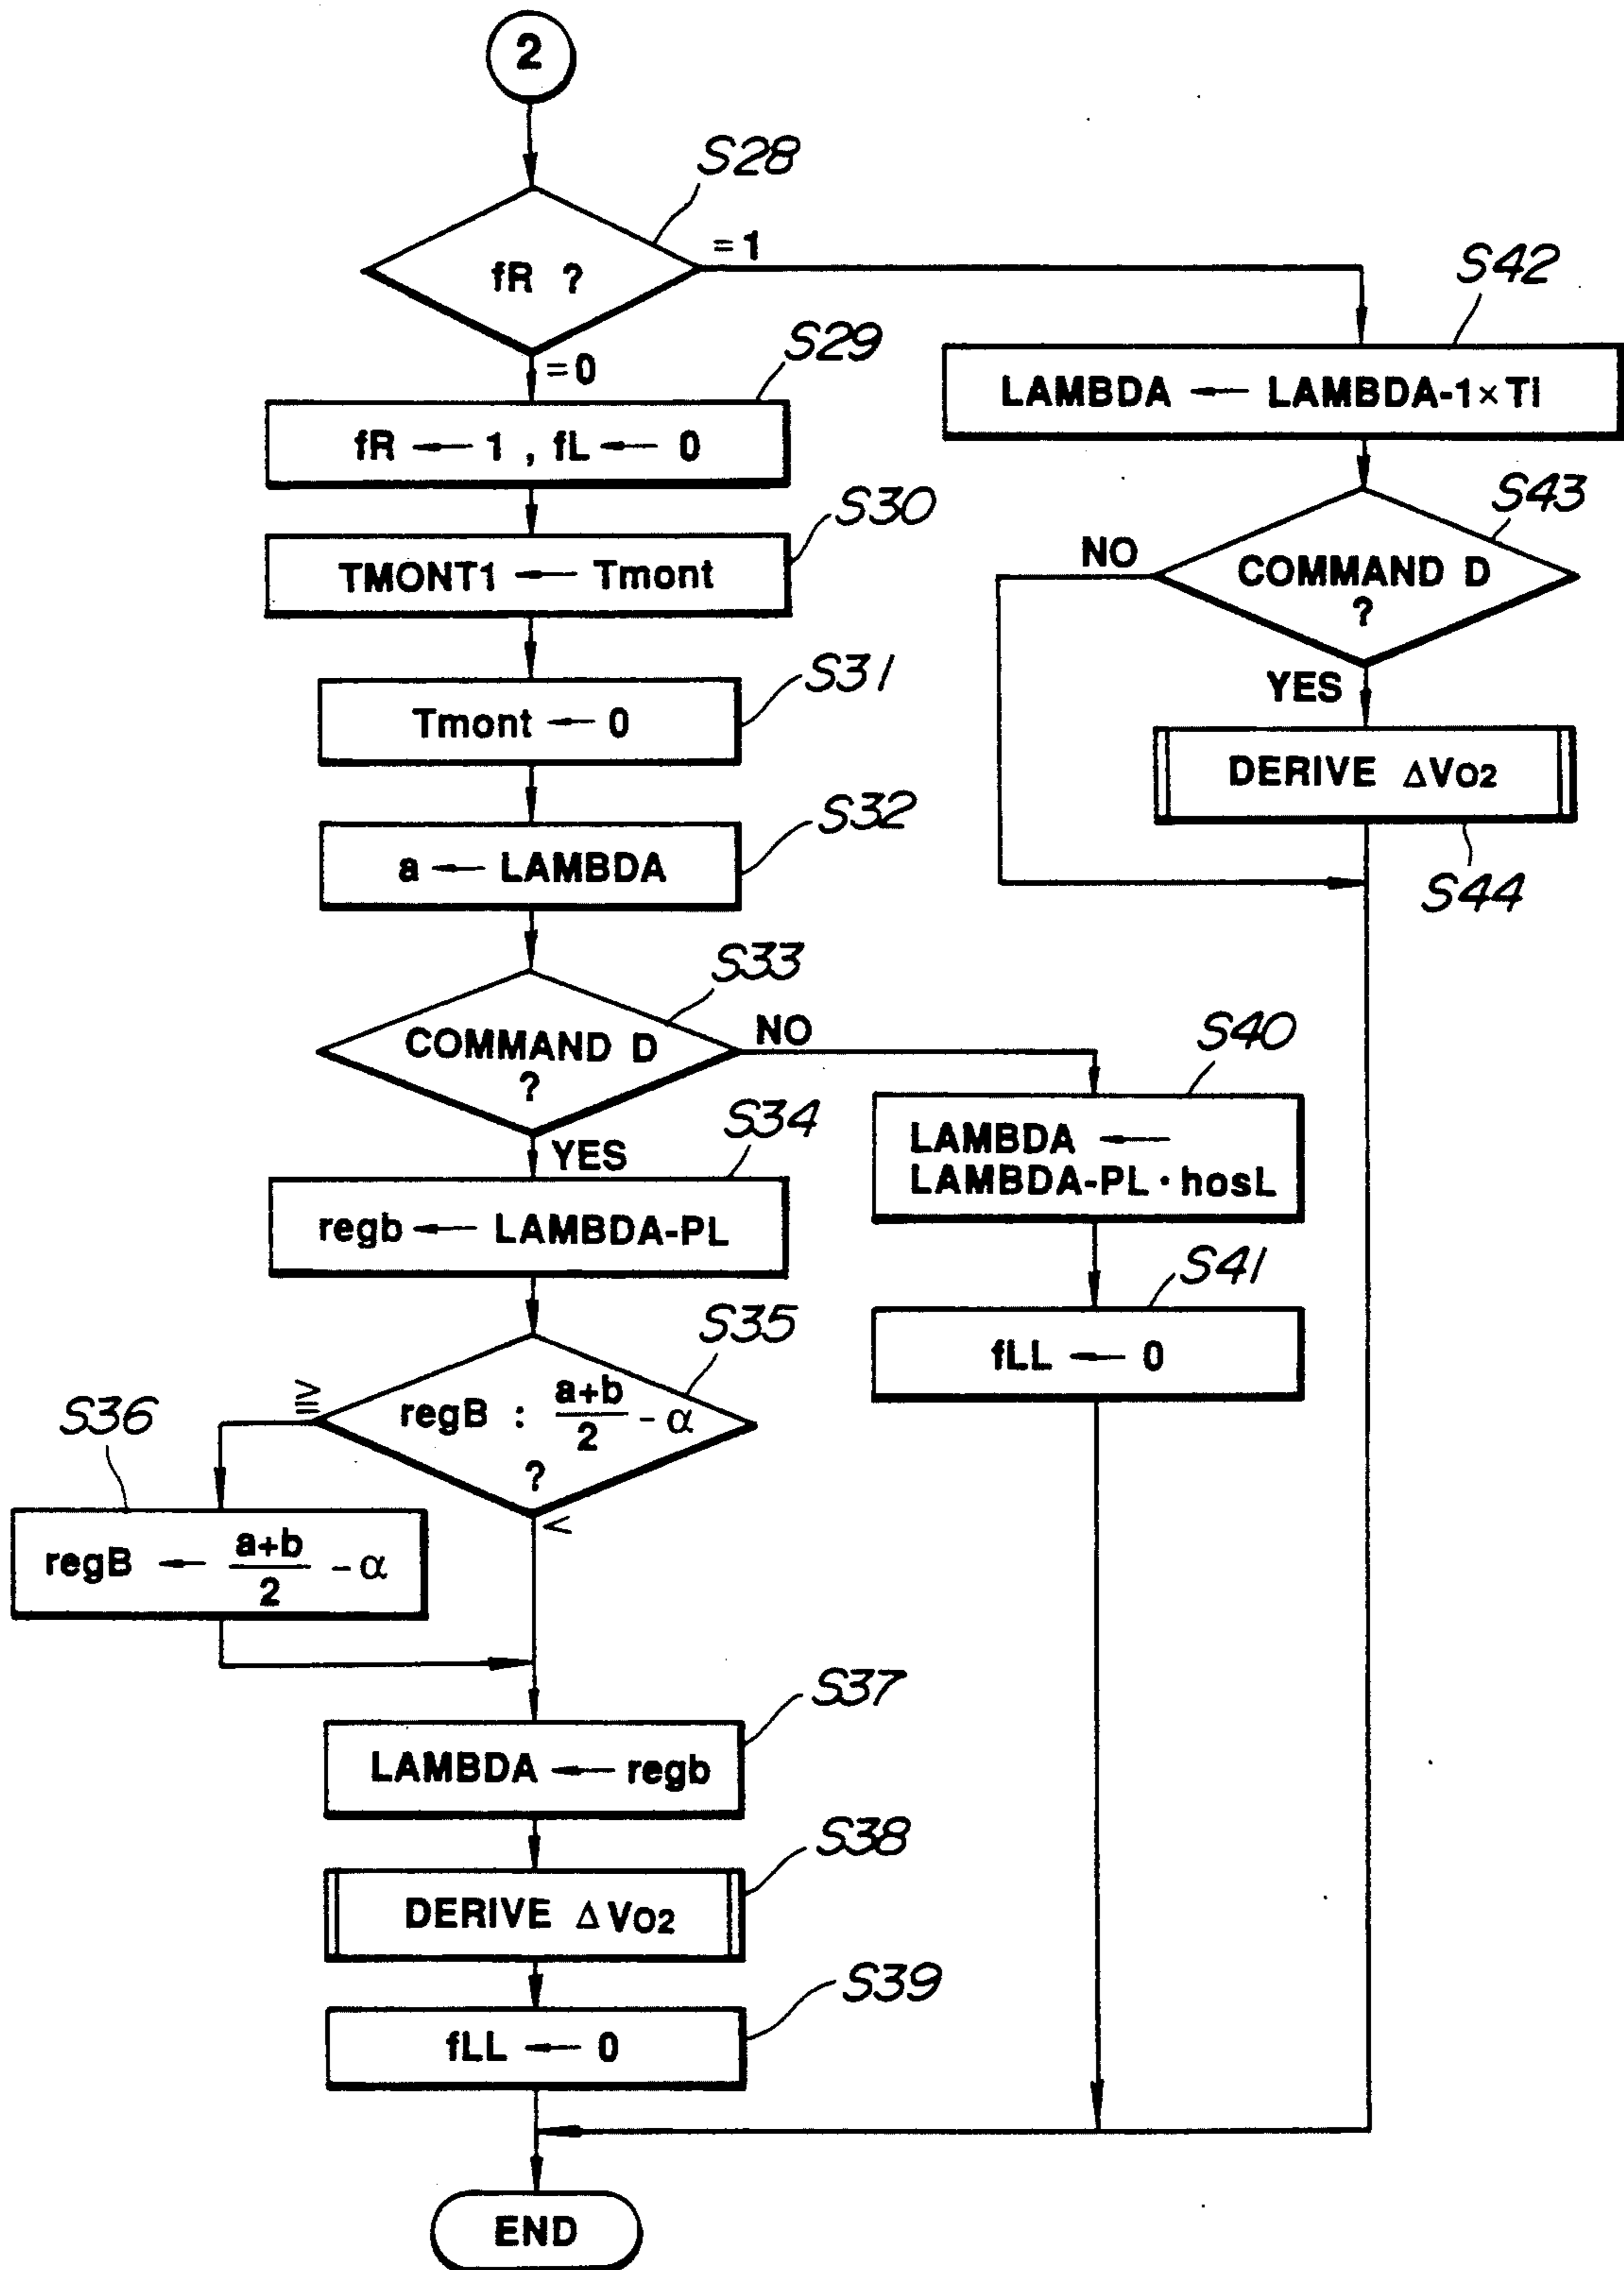 2
S28
fR ?
=1
=0
S42
LAMBDA ← LAMBDA-1×TI
S29
fR ← 1 , fL ← 0
S43
COMMAND D
?
NO
YES
S30
TMONT1 ← Tmont
S31
Tmont ← 0
DERIVE ΔVO2
S44
S32
a ← LAMBDA
S33
COMMAND D
?
NO
YES
S40
LAMBDA ←
LAMBDA-PL・hosL
S34
regb ← LAMBDA-PL
S41
fLL ← 0
S35
regB : a+b/2 - α
?
≧
<
S36
regB ← a+b/2 - α
S37
LAMBDA ← regb
S38
DERIVE ΔVO2
S39
fLL ← 0
END